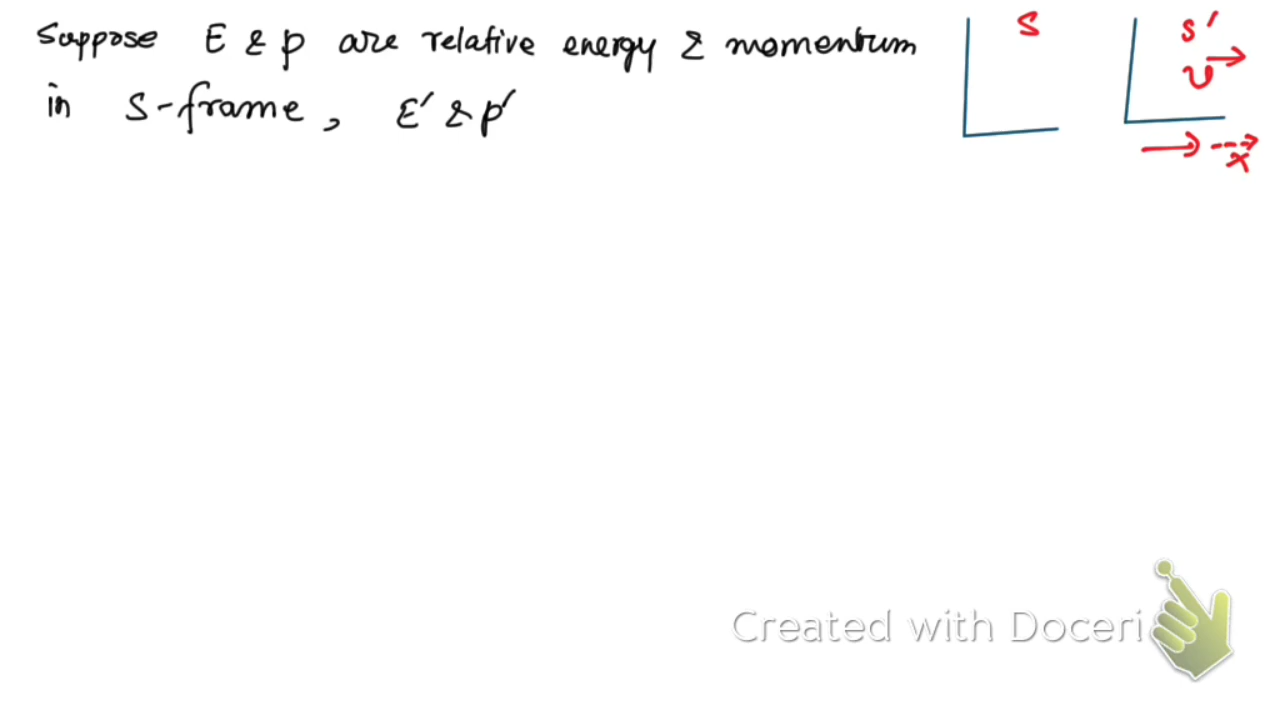 Suppose E & p are relative energy & momentum
in S-frame, E′ & p′
S
S′
v
x
Created with Doceri